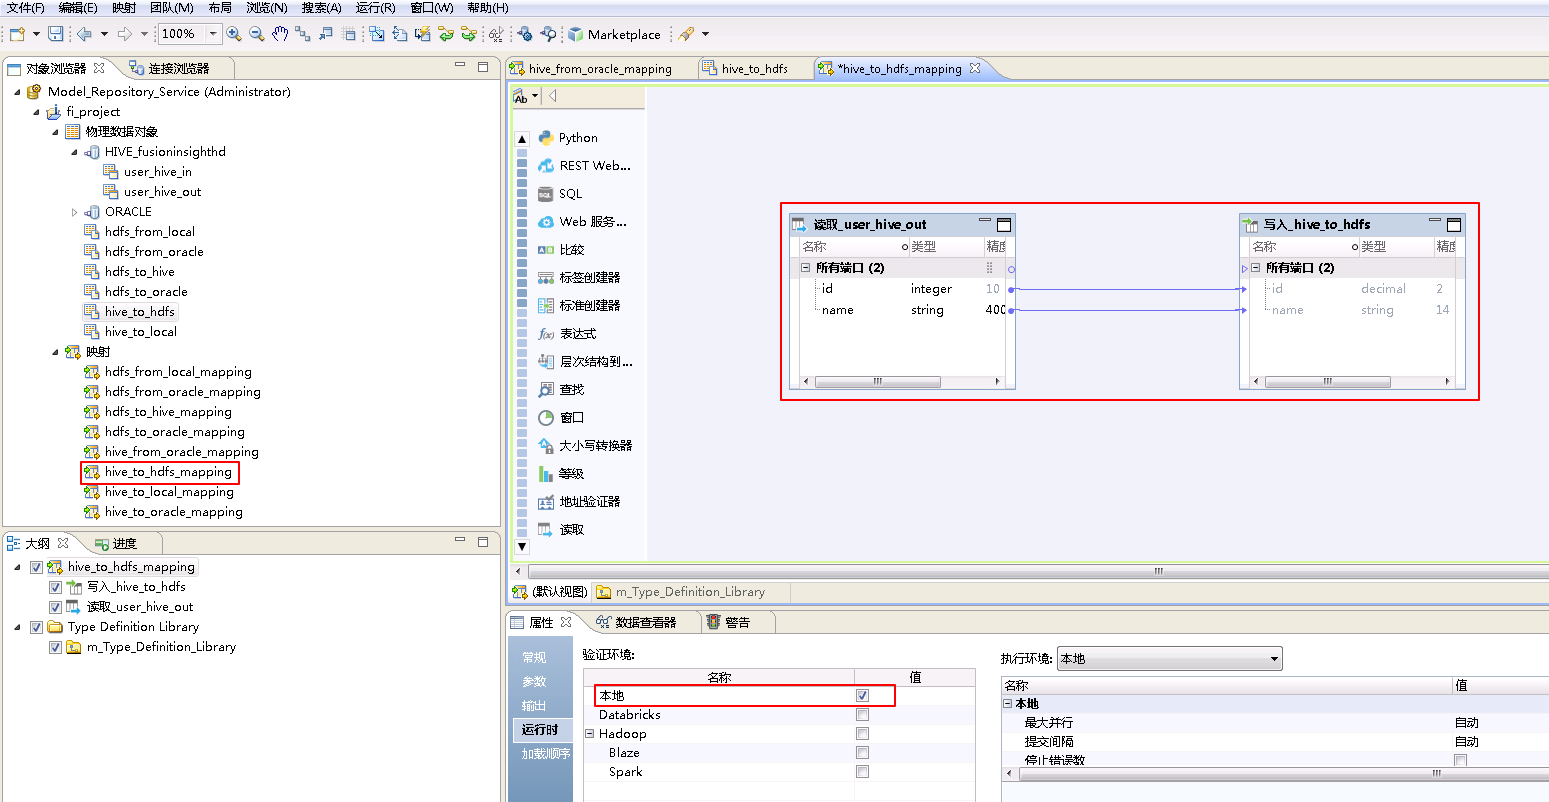 文件(F) 编辑(E) 映射 团队(M) 布局 浏览(N) 搜索(A) 运行(R) 窗口(W) 帮助(H)
100% Marketplace
对象浏览器 连接浏览器
Model_Repository_Service (Administrator)
fi_project
物理数据对象
HIVE_fusioninsighthd
user_hive_in
user_hive_out
ORACLE
hdfs_from_local
hdfs_from_oracle
hdfs_to_hive
hdfs_to_oracle
hive_to_hdfs
hive_to_local
映射
hdfs_from_local_mapping
hdfs_from_oracle_mapping
hdfs_to_hive_mapping
hdfs_to_oracle_mapping
hive_from_oracle_mapping
hive_to_hdfs_mapping
hive_to_local_mapping
hive_to_oracle_mapping
大纲 进度
hive_to_hdfs_mapping
写入_hive_to_hdfs
读取_user_hive_out
Type Definition Library
m_Type_Definition_Library
hive_from_oracle_mapping hive_to_hdfs *hive_to_hdfs_mapping
Ab
Python
REST Web...
SQL
Web 服务...
比较
标签创建器
标准创建器
f(x) 表达式
层次结构到...
查找
窗口
大小写转换器
等级
地址验证器
读取
读取_user_hive_out
名称 类型 精度
所有端口 (2)
id integer 10
name string 400
写入_hive_to_hdfs
名称 类型 精度
所有端口 (2)
id decimal 2
name string 14
(默认视图) m_Type_Definition_Library
属性 数据查看器 警告
常规
参数
输出
运行时
加载顺序
验证环境:
名称 值
本地
Databricks
Hadoop
Blaze
Spark
执行环境: 本地
名称 值
本地
最大并行 自动
提交间隔 自动
停止错误数